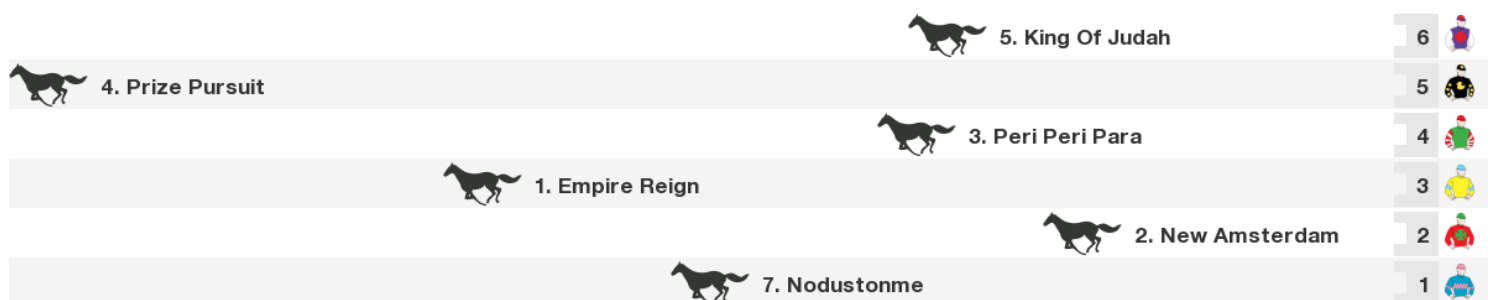 5. King Of Judah 6
4. Prize Pursuit 5
3. Peri Peri Para 4
1. Empire Reign 3
2. New Amsterdam 2
7. Nodustonme 1